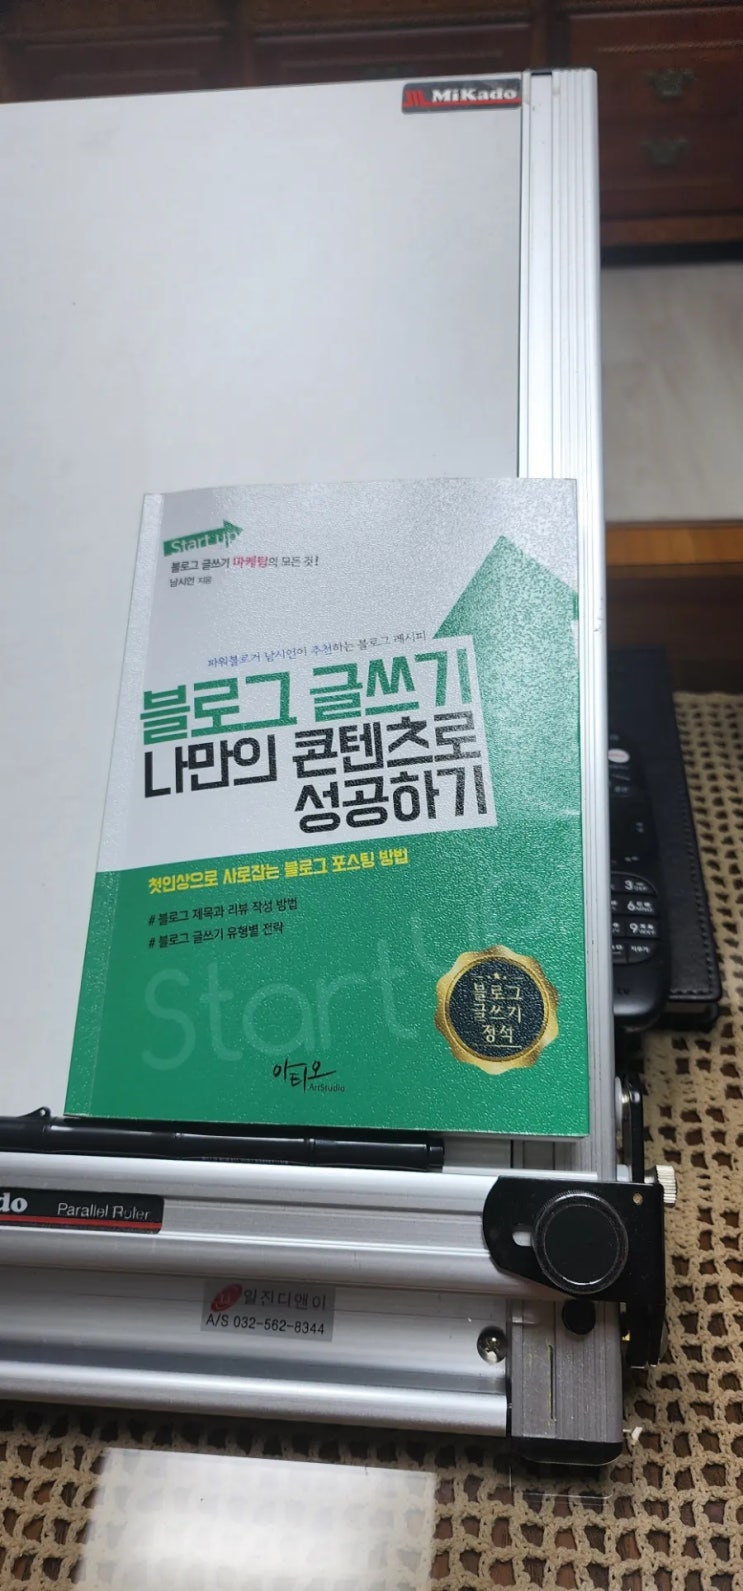 MiKado
Start up
블로그 글쓰기 마케팅의 모든 것!
남시언 지음
파워블로거 남시언이 추천하는 블로그 레시피
블로그 글쓰기
나만의 콘텐츠로
성공하기
첫인상으로 사로잡는 블로그 포스팅 방법
# 블로그 제목과 리뷰 작성 방법
# 블로그 글쓰기 유형별 전략
Start up
블로그
글쓰기
정석
아티오
ArtStudio
3
6
9
do Parallel Ruler
일진디앤이
A/S 032-562-8344